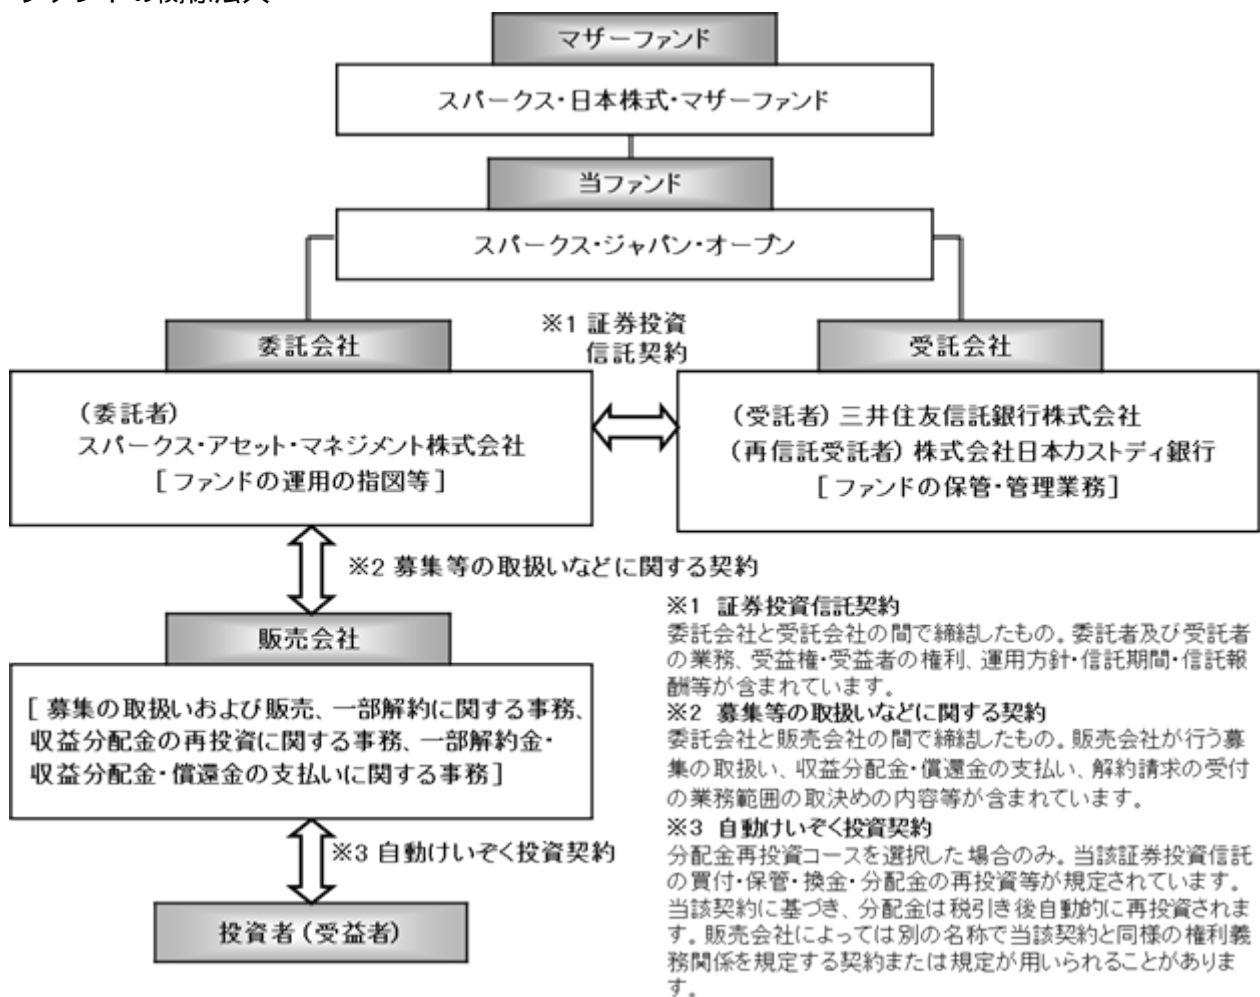 ファンドの関係法人
マザーファンド
スパークス・日本株式・マザーファンド
当ファンド
スパークス・ジャパン・オープン
委託会社
※1 証券投資
信託契約
受託会社
(委託者)
スパークス・アセット・マネジメント株式会社
[ファンドの運用の指図等]
(受託者) 三井住友信託銀行株式会社
(再信託受託者) 株式会社日本カストディ銀行
[ファンドの保管・管理業務]
※2 募集等の取扱いなどに関する契約
販売会社
[ 募集の取扱いおよび販売、一部解約に関する事務、
収益分配金の再投資に関する事務、一部解約金・
収益分配金・償還金の支払いに関する事務]
※3 自動けいぞく投資契約
投資者(受益者)
※1 証券投資信託契約
委託会社と受託会社の間で締結したもの。委託者及び受託者
の業務、受益権・受益者の権利、運用方針・信託期間・信託報
酬等が含まれています。
※2 募集等の取扱いなどに関する契約
委託会社と販売会社の間で締結したもの。販売会社が行う募
集の取扱い、収益分配金・償還金の支払い、解約請求の受付
の業務範囲の取決めの内容等が含まれています。
※3 自動けいぞく投資契約
分配金再投資コースを選択した場合のみ。当該証券投資信託
の買付・保管・換金・分配金の再投資等が規定されています。
当該契約に基づき、分配金は税引き後自動的に再投資されま
す。販売会社によっては別の名称で当該契約と同様の権利義
務関係を規定する契約または規定が用いられることがありま
す。